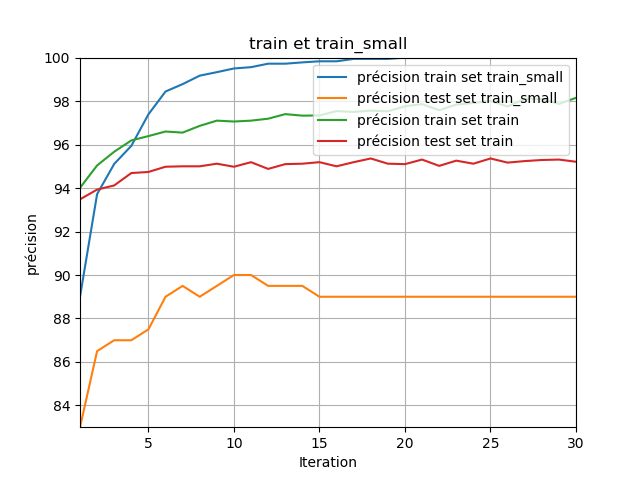 train et train_small
100
98
96
94
92
90
88
86
84
précision
précision train set train_small
précision test set train_small
précision train set train
précision test set train
5
10
15
20
25
30
Iteration